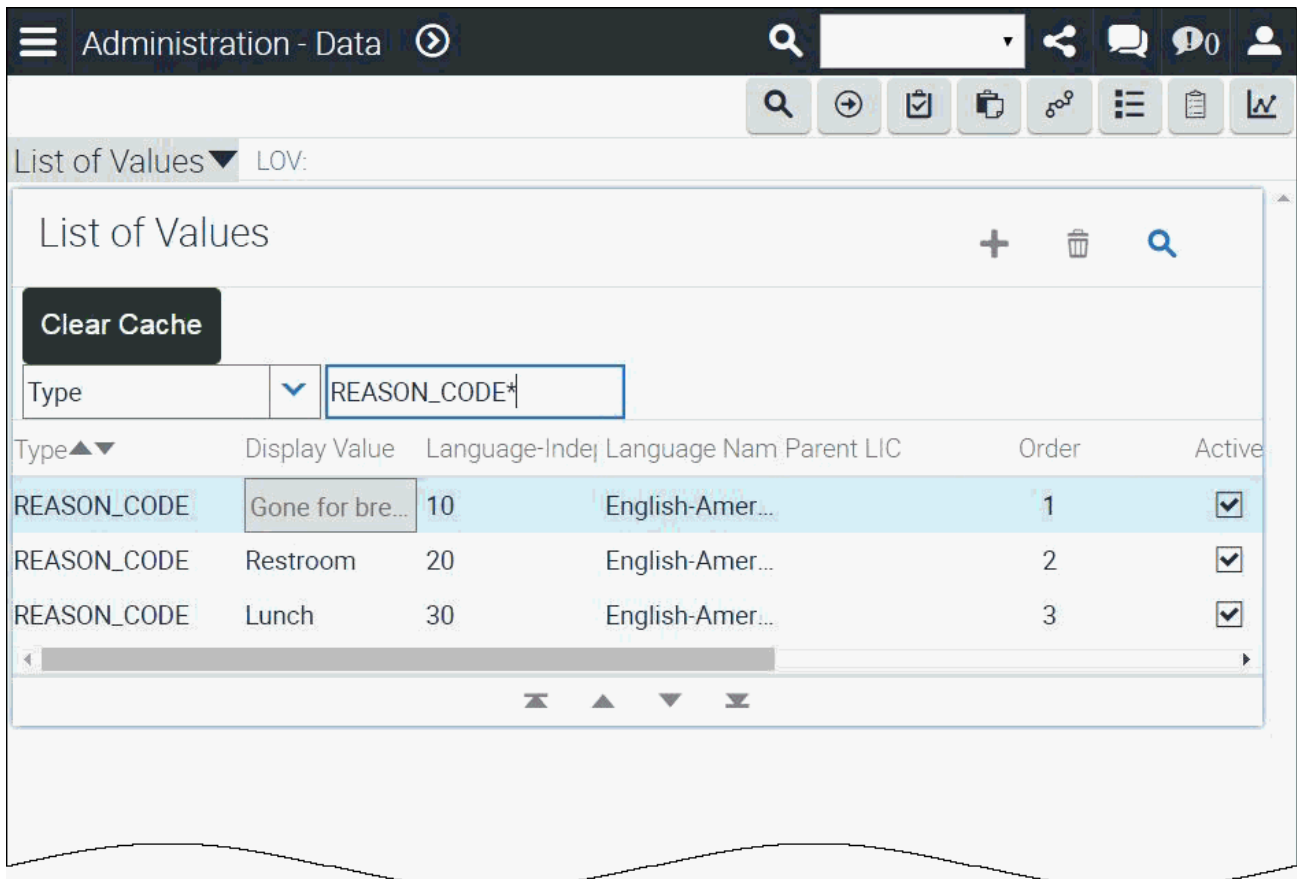 Administration - Data
0
List of Values LOV:
List of Values
Clear Cache
Type REASON_CODE*
Type Display Value Language-Inde Language Nam Parent LIC Order Active
REASON_CODE Gone for bre... 10 English-Amer... 1
REASON_CODE Restroom 20 English-Amer... 2
REASON_CODE Lunch 30 English-Amer... 3